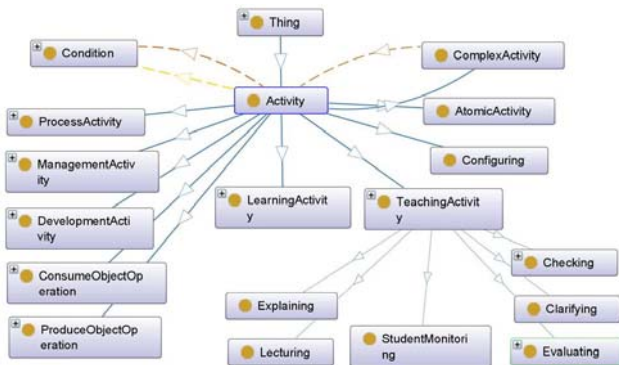 Thing
Condition
ComplexActivity
Activity
AtomicActivity
ProcessActivity
Configuring
ManagementActiv
ity
LearningActivit
y
TeachingActivit
y
DevelopmentActi
vity
Checking
ConsumeObjectOp
eration
Explaining
Clarifying
ProduceObjectOp
eration
Lecturing
StudentMonitori
ng
Evaluating